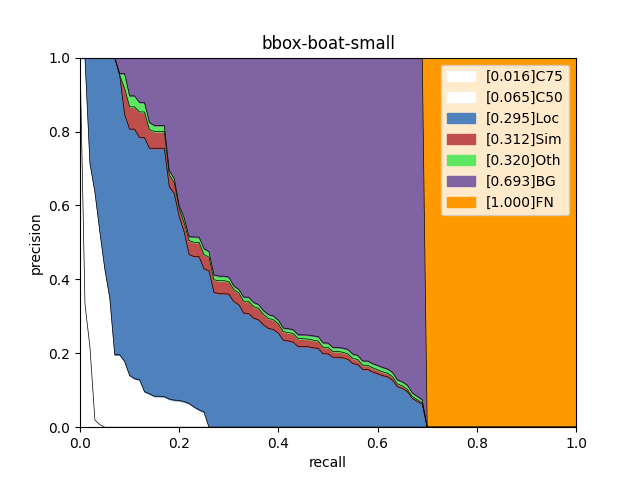 bbox-boat-small
1.0
0.8
0.6
0.4
0.2
0.0
precision
[0.016]C75
[0.065]C50
[0.295]Loc
[0.312]Sim
[0.320]Oth
[0.693]BG
[1.000]FN
0.0 0.2 0.4 0.6 0.8 1.0
recall